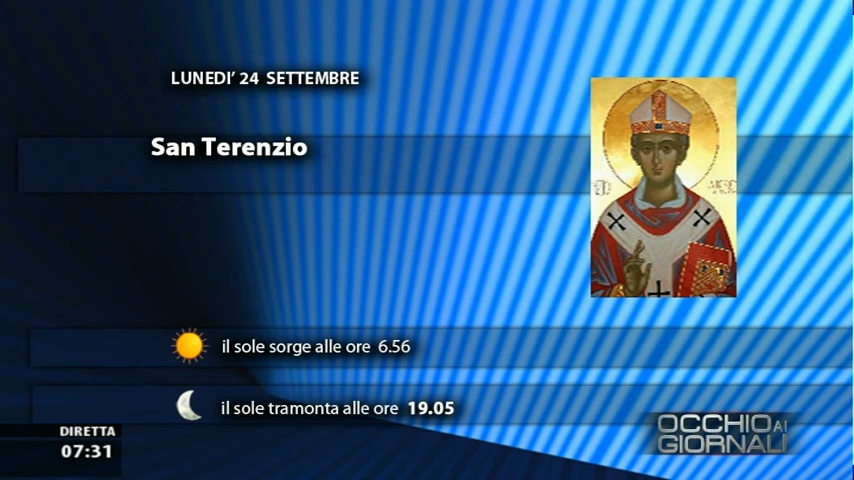 LUNEDI' 24 SETTEMBRE
San Terenzio
il sole sorge alle ore 6.56
il sole tramonta alle ore 19.05
DIRETTA
07:31
OCCHIO AI
GIORNALI